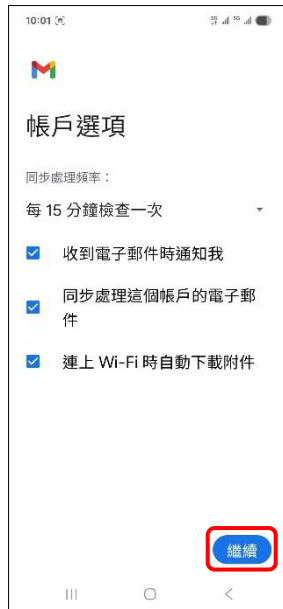 10:01
帳戶選項
同步處理頻率：
每 15 分鐘檢查一次
收到電子郵件時通知我
同步處理這個帳戶的電子郵
件
連上 Wi-Fi 時自動下載附件
繼續